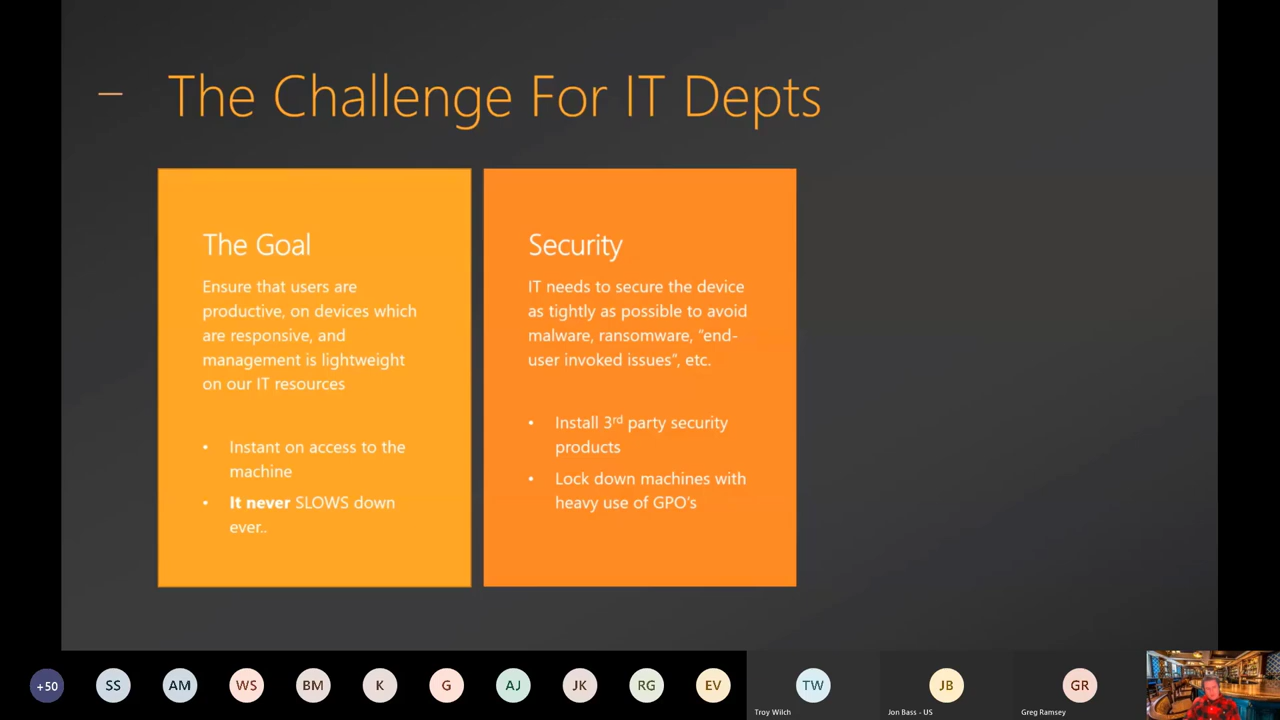 The Challenge For IT Depts
The Goal
Ensure that users are
productive, on devices which
are responsive, and
management is lightweight
on our IT resources
• Instant on access to the
machine
• It never SLOWS down
ever..
Security
IT needs to secure the device
as tightly as possible to avoid
malware, ransomware, “end-
user invoked issues”, etc.
• Install 3rd party security
products
• Lock down machines with
heavy use of GPO's
+50
SS
AM
WS
BM
K
G
AJ
JK
RG
EV
TW
Troy Wilch
JB
Jon Bass - US
GR
Greg Ramsey